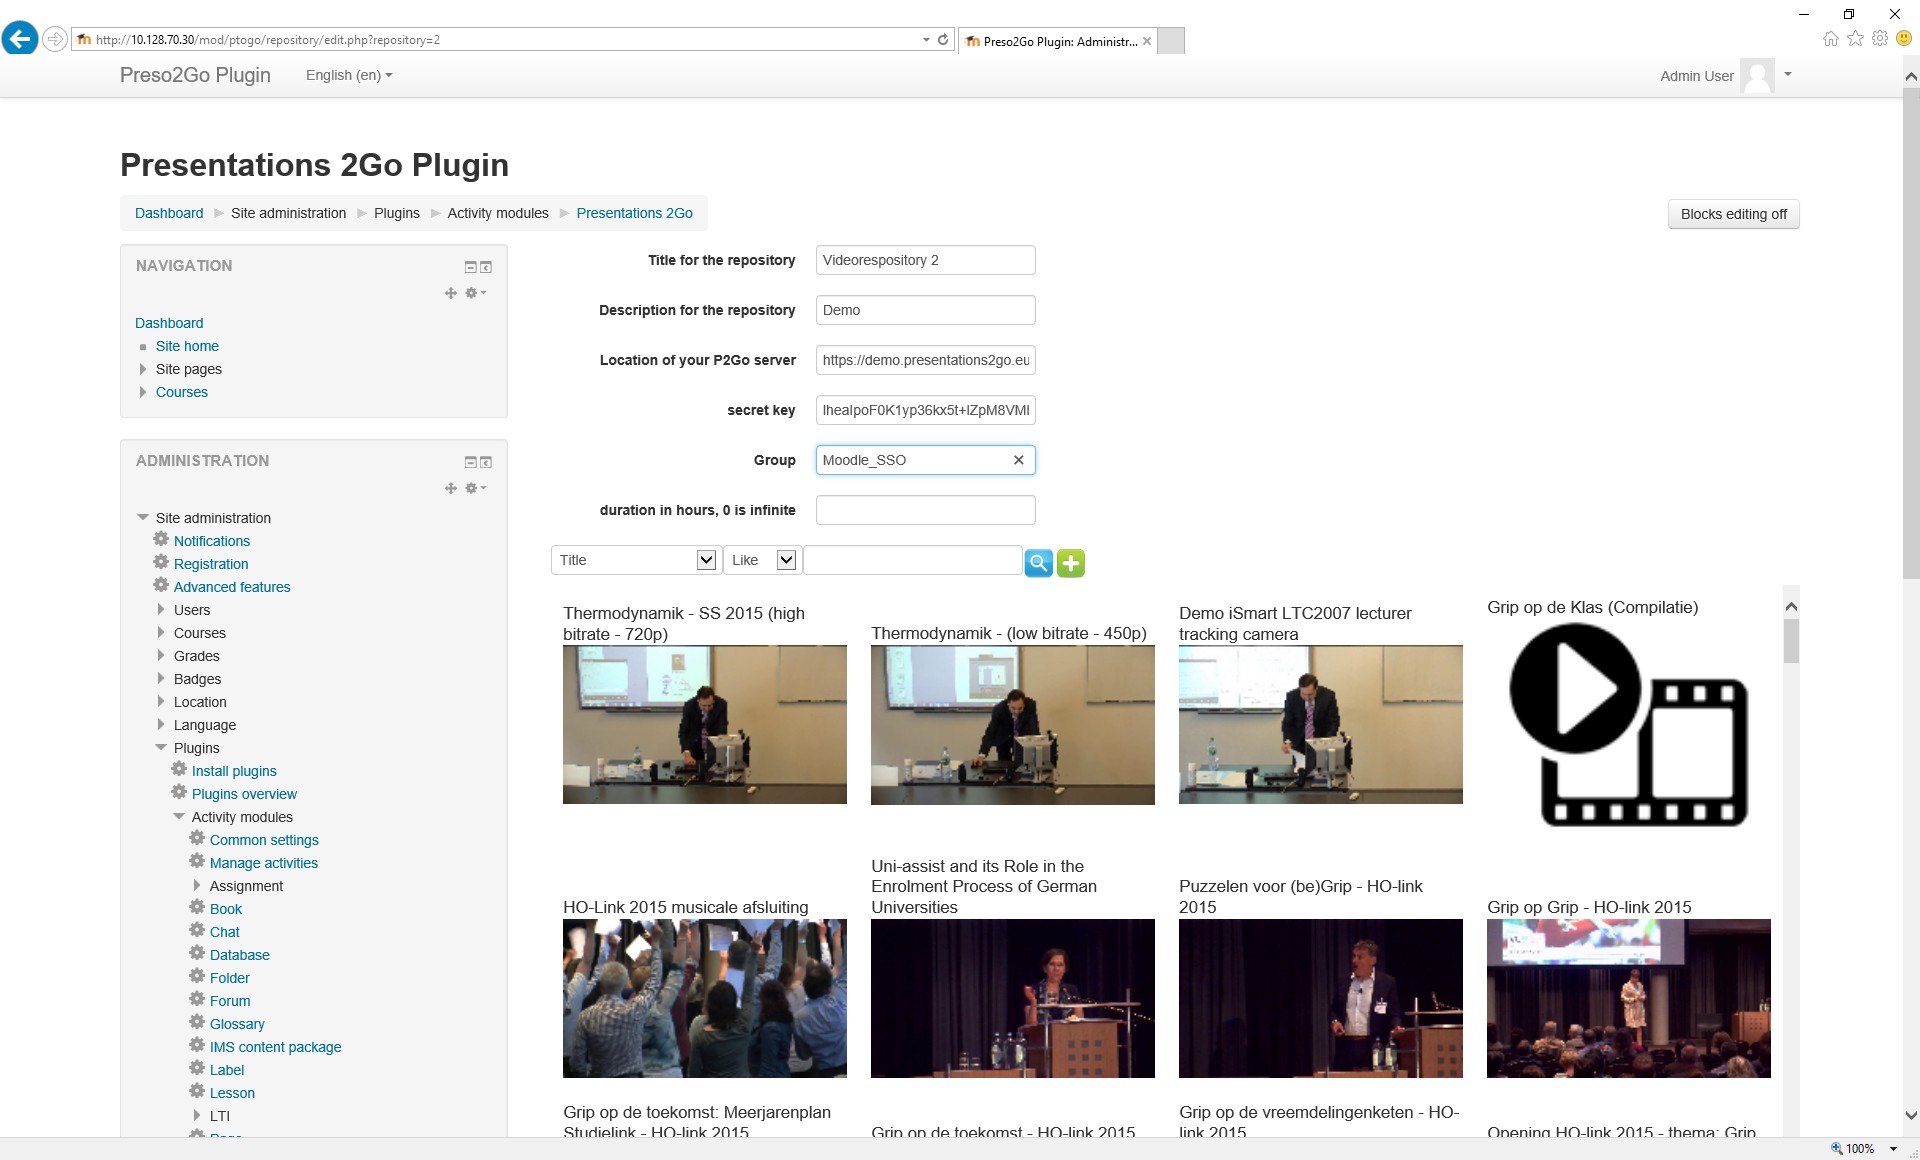 http://10.128.70.30/mod/ptogo/repository/edit.php?repository=2
Preso2Go Plugin: Administr...
Preso2Go Plugin
English (en)
Admin User
Presentations 2Go Plugin
Dashboard
Site administration
Plugins
Activity modules
Presentations 2Go
Blocks editing off
NAVIGATION
Dashboard
Site home
Site pages
Courses
ADMINISTRATION
Site administration
Notifications
Registration
Advanced features
Users
Courses
Grades
Badges
Location
Language
Plugins
Install plugins
Plugins overview
Activity modules
Common settings
Manage activities
Assignment
Book
Chat
Database
Folder
Forum
Glossary
IMS content package
Label
Lesson
LTI
Page
Title for the repository
Videorespository 2
Description for the repository
Demo
Location of your P2Go server
https://demo.presentations2go.eu
secret key
Group
Moodle_SSO
duration in hours, 0 is infinite
Title
Like
Thermodynamik - SS 2015 (high
bitrate - 720p)
Thermodynamik - (low bitrate - 450p)
Demo iSmart LTC2007 lecturer
tracking camera
Grip op de Klas (Compilatie)
HO-Link 2015 musicale afsluiting
Uni-assist and its Role in the
Enrolment Process of German
Universities
Puzzelen voor (be)Grip - HO-link
2015
Grip op Grip - HO-link 2015
Grip op de toekomst: Meerjarenplan
Studielink - HO-link 2015
Grip op de toekomst - HO-link 2015
Grip op de vreemdelingenketen - HO-
link 2015
Opening HO-link 2015 - thema: Grip
100%